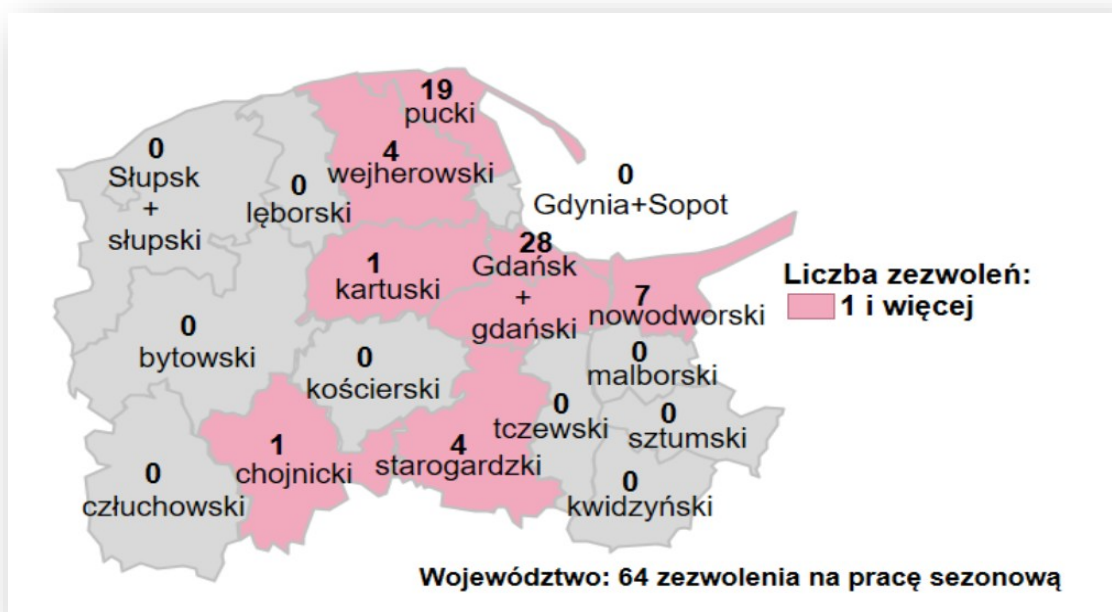 19
pucki
4
wejherowski
0
Słupsk
+
słupski
0
lęborski
0
Gdynia+Sopot
28
Gdańsk
+
gdański
1
kartuski
7
nowodworski
Liczba zezwoleń:
1 i więcej
0
bytowski
0
kościerski
0
malborski
0
tczewski
0
sztumski
1
chojnicki
4
starogardzki
0
człuchowski
0
kwidzyński
Województwo: 64 zezwolenia na pracę sezonową